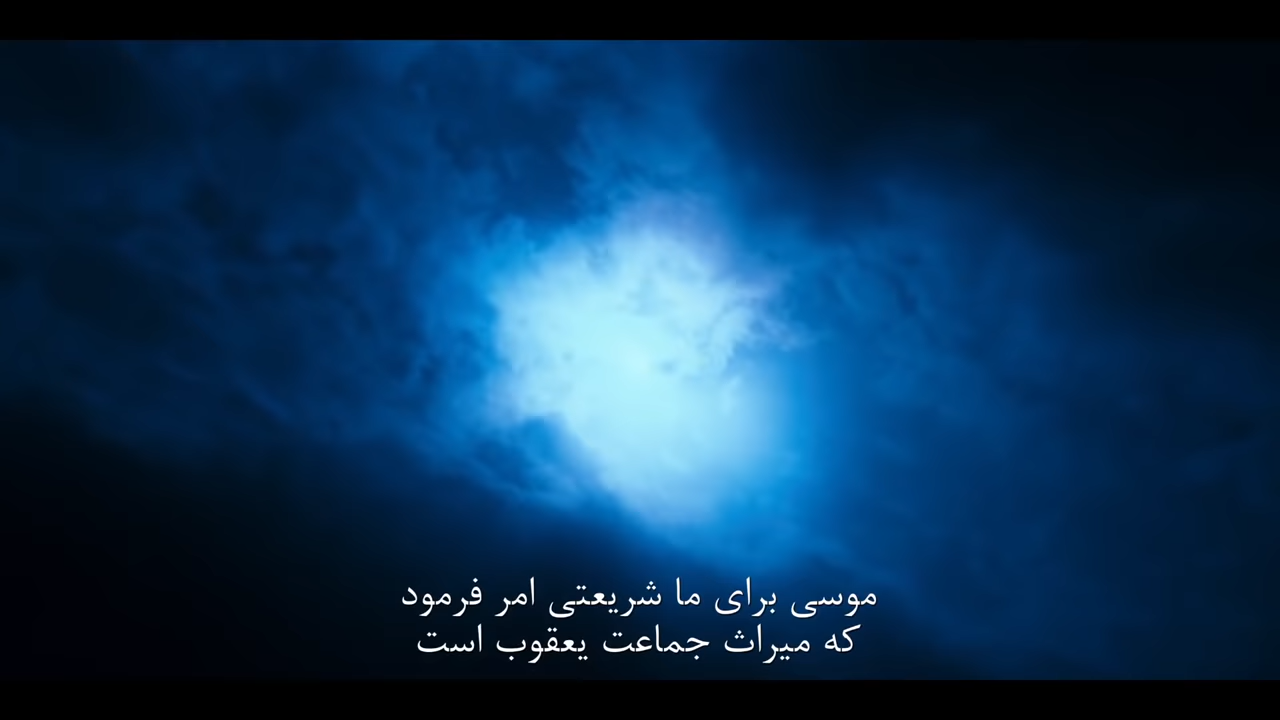 موسی برای ما شریعتی امر فرمود
که میراث جماعت یعقوب است